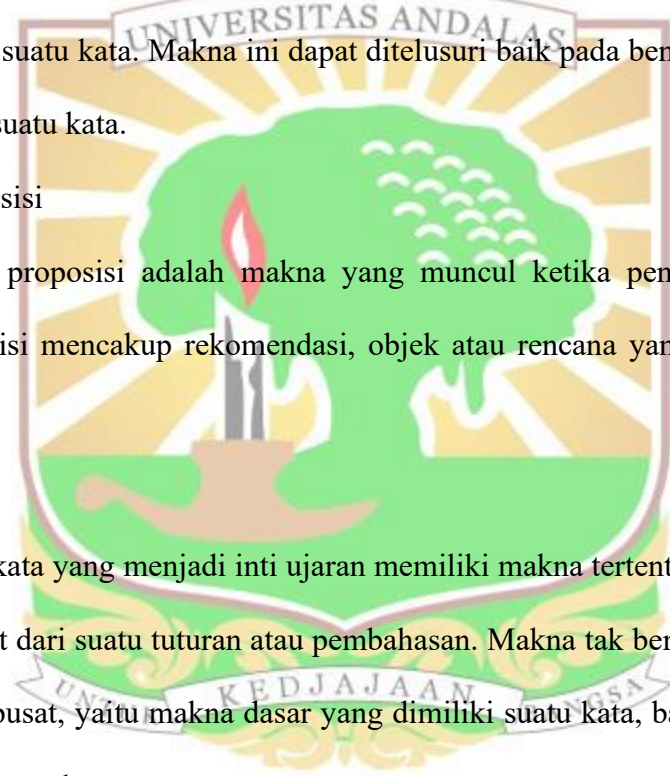 UNIVERSITAS ANDALAS
suatu kata. Makna ini dapat ditelusuri baik pada ben
suatu kata.
sisi
proposisi adalah makna yang muncul ketika pen
isi mencakup rekomendasi, objek atau rencana yan
kata yang menjadi inti ujaran memiliki makna tertent
t dari suatu tuturan atau pembahasan. Makna tak ber
UNTUK KEDJAJAAN BANGSA
pusat, yaitu makna dasar yang dimiliki suatu kata, ba